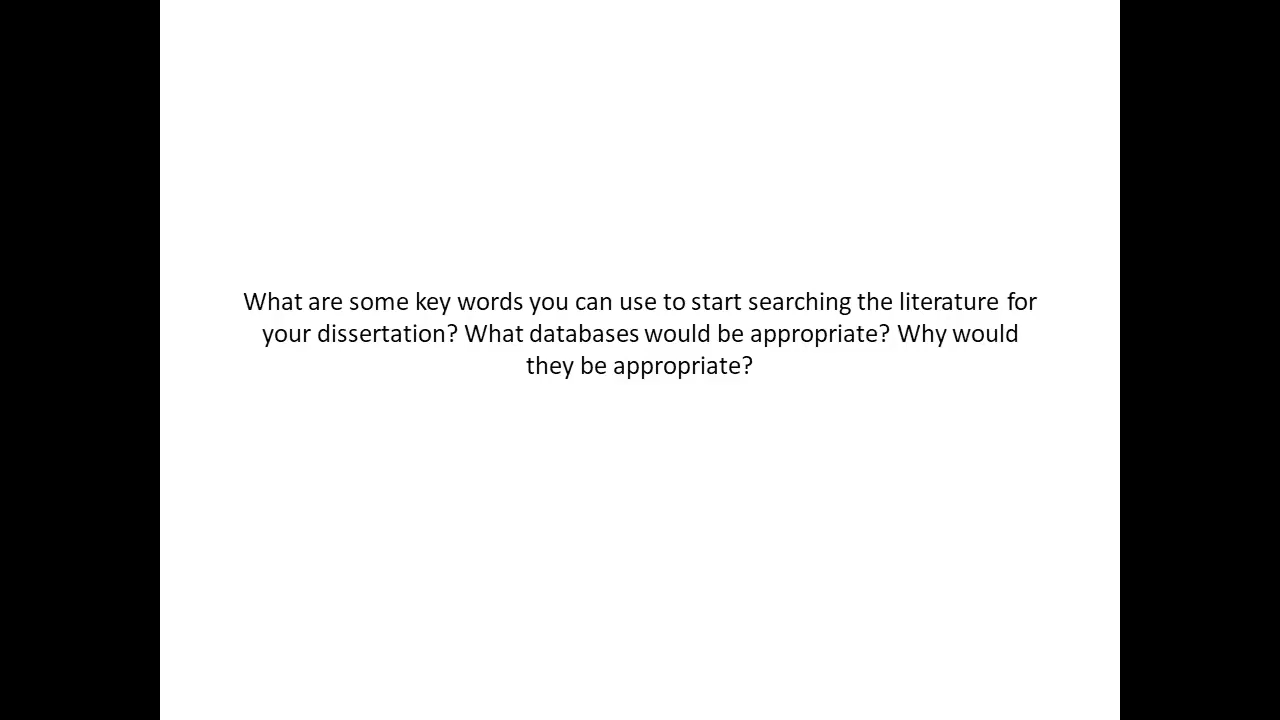 What are some key words you can use to start searching the literature for
your dissertation? What databases would be appropriate? Why would
they be appropriate?